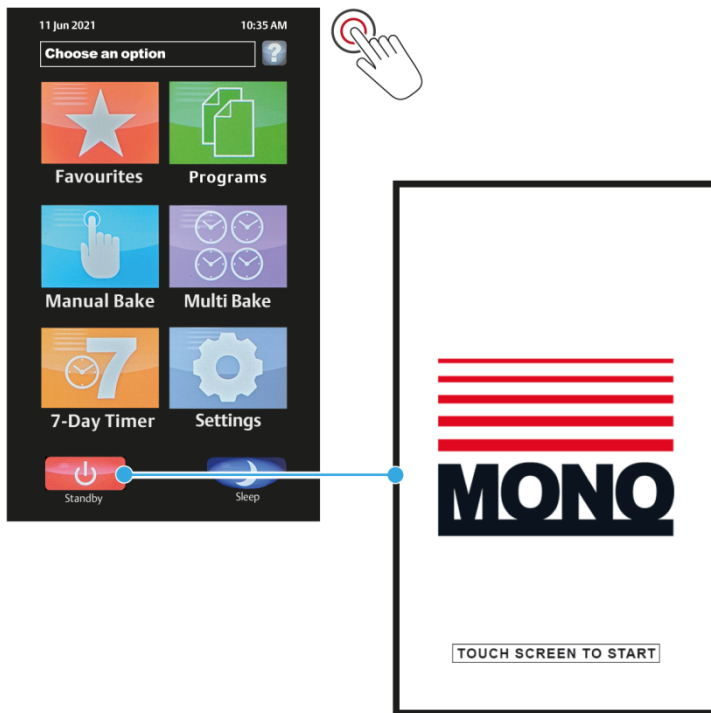 11 Jun 2021 10:35 AM
Choose an option ?
Favourites Programs
Manual Bake Multi Bake
7
7-Day Timer Settings
Standby Sleep
MONO
TOUCH SCREEN TO START